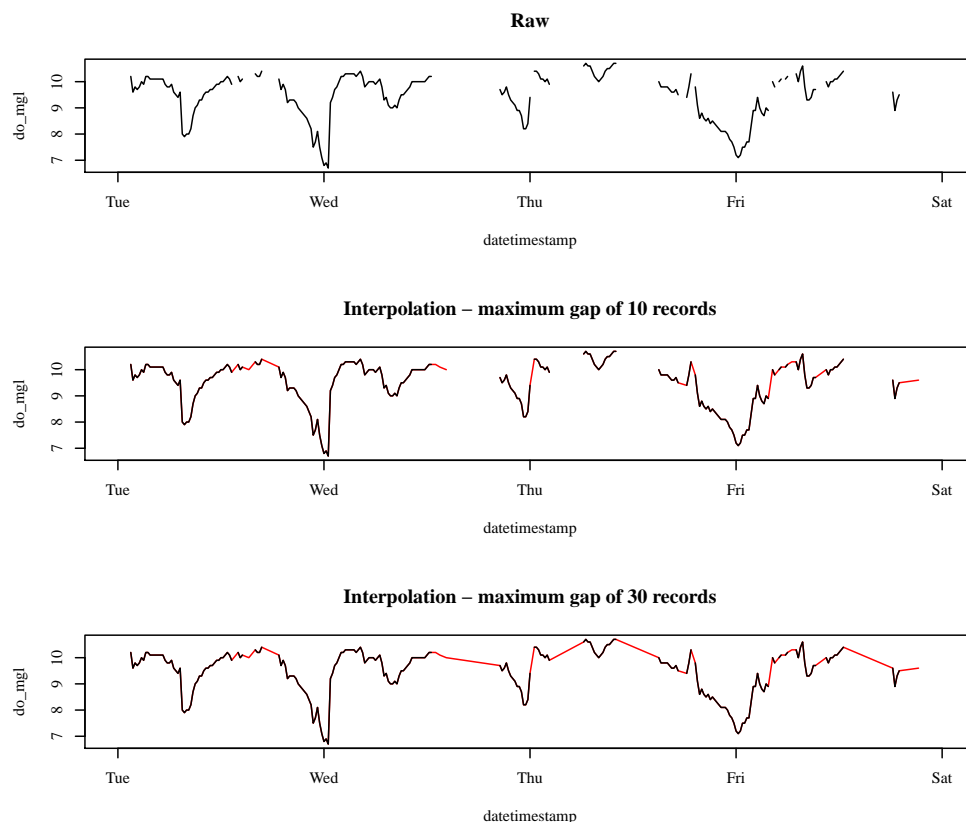 Raw
do_mgl
10
9
8
7
Tue Wed Thu Fri Sat
datetimestamp
Interpolation – maximum gap of 10 records
do_mgl
10
9
8
7
Tue Wed Thu Fri Sat
datetimestamp
Interpolation – maximum gap of 30 records
do_mgl
10
9
8
7
Tue Wed Thu Fri Sat
datetimestamp